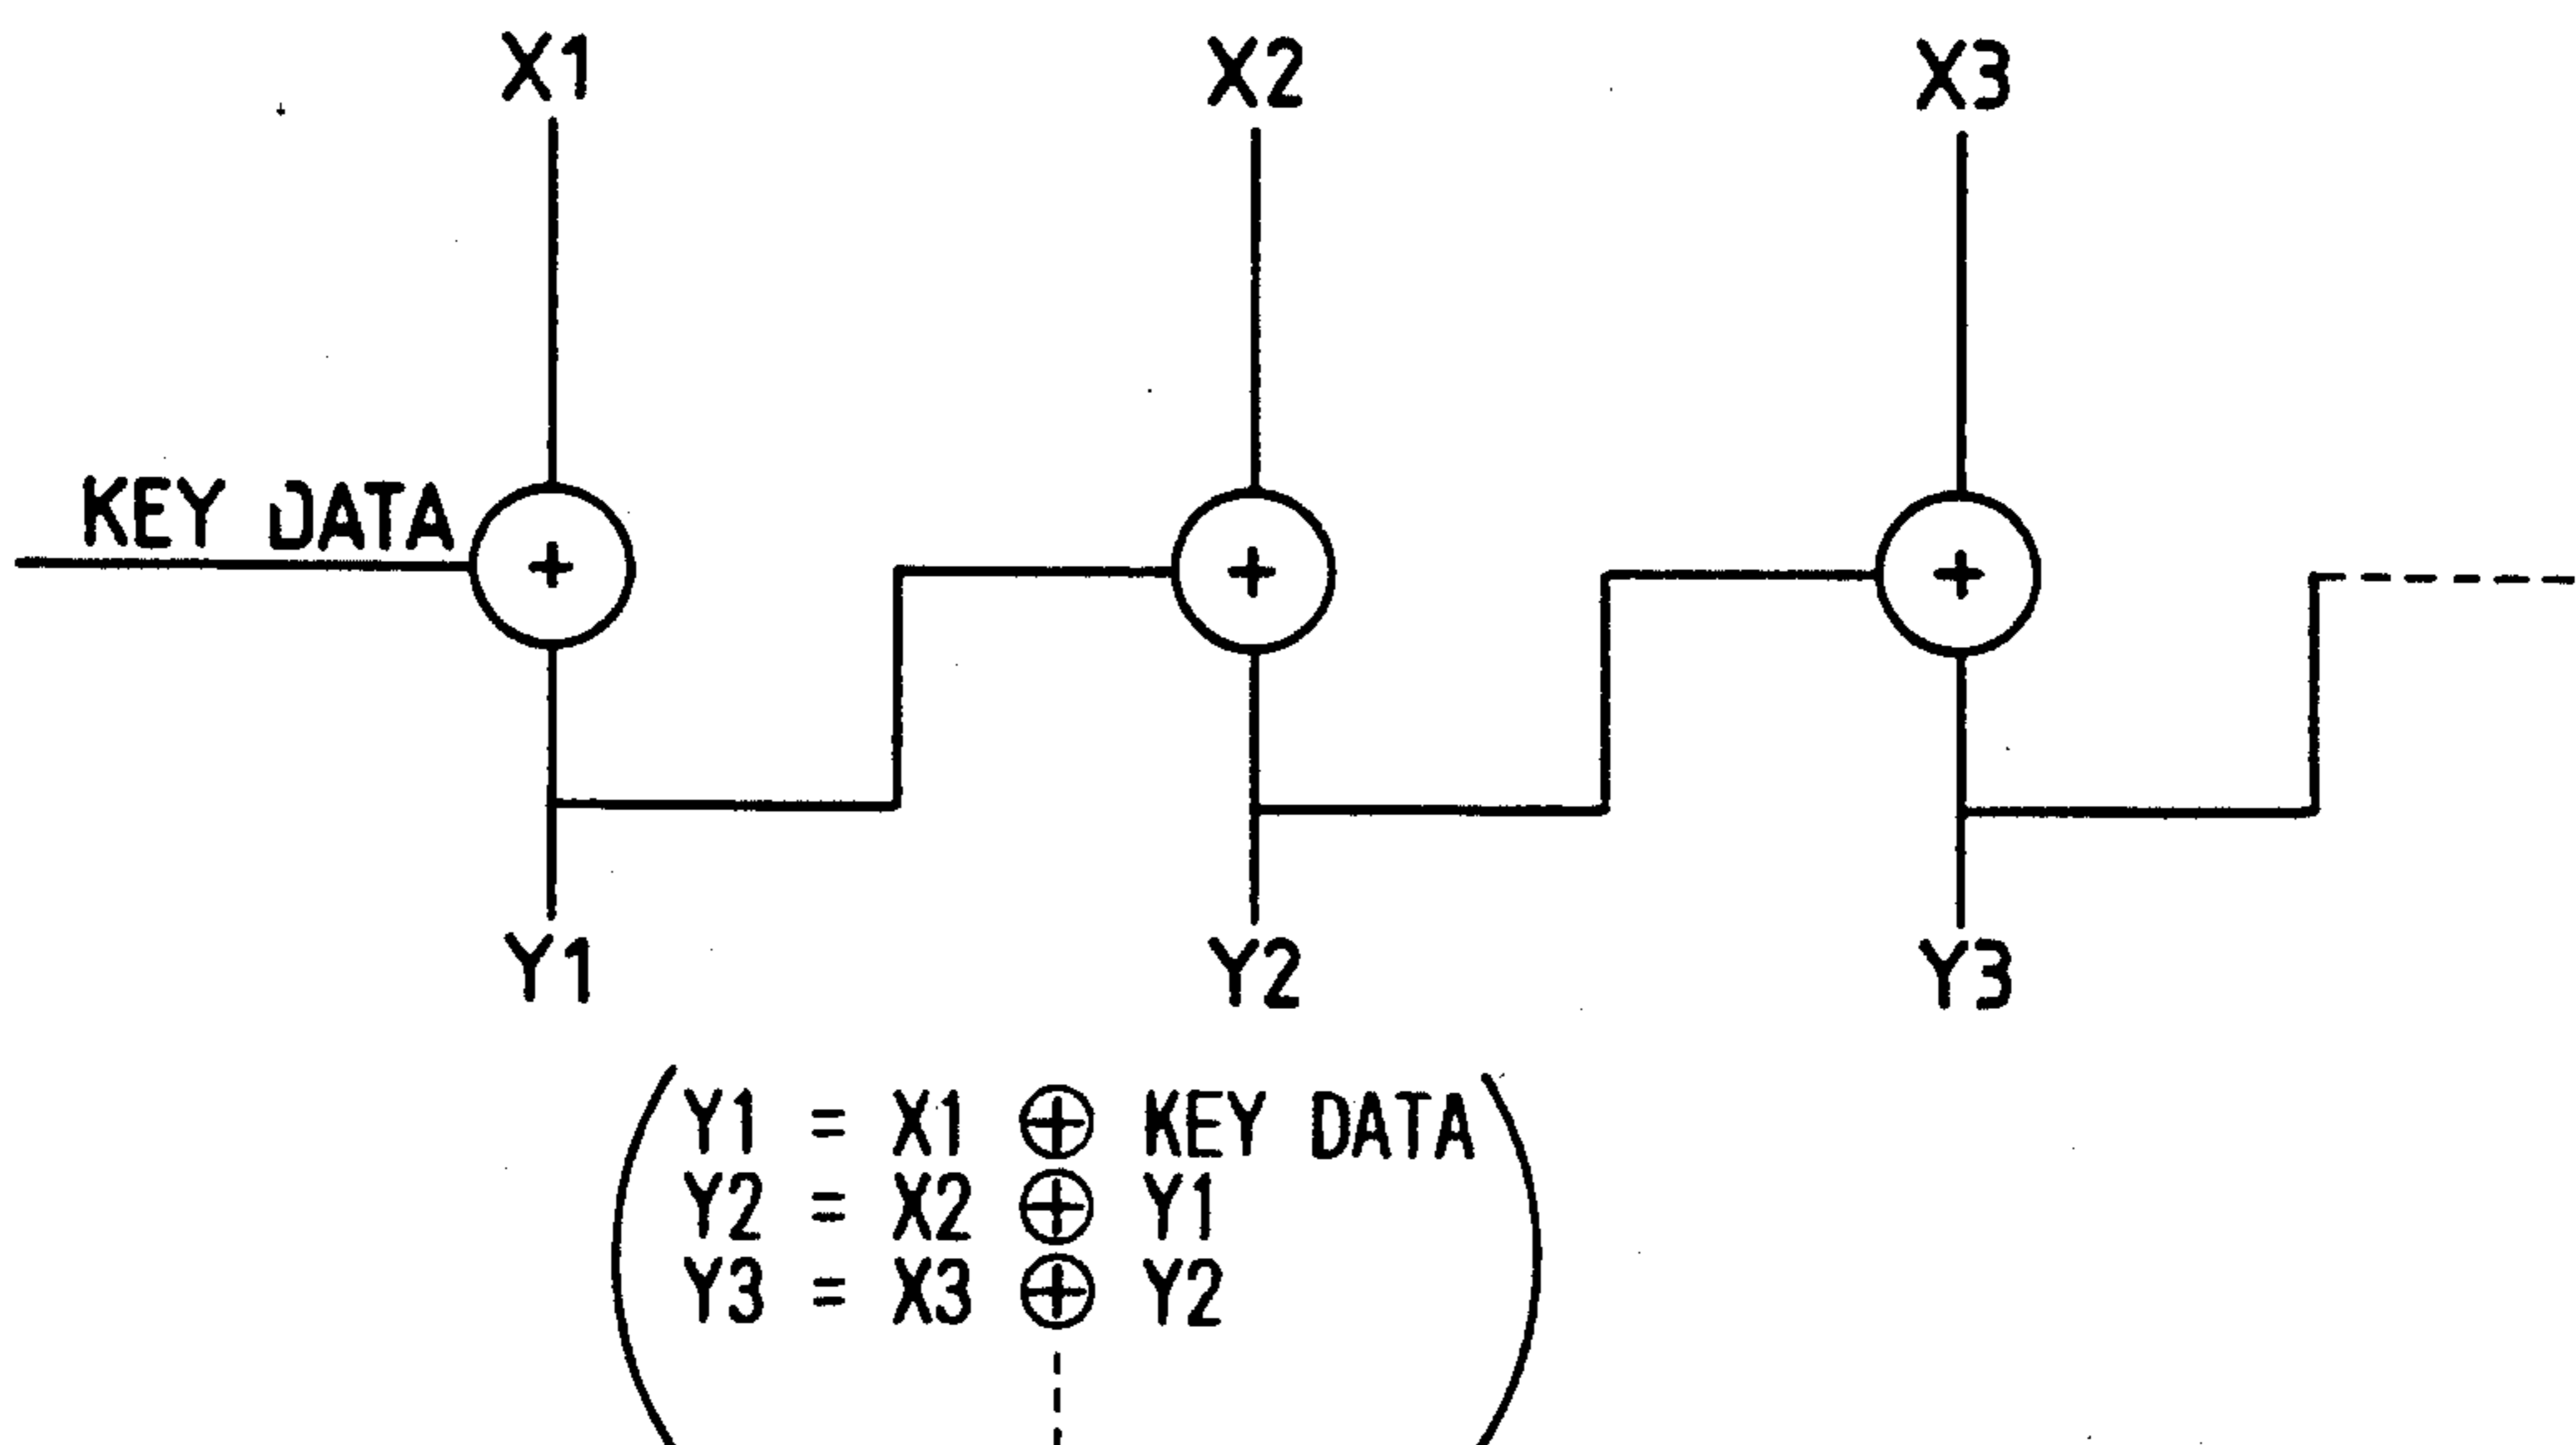 X1 X2 X3
KEY DATA
Y1 Y2 Y3
Y1 = X1 ⊕ KEY DATA
Y2 = X2 ⊕ Y1
Y3 = X3 ⊕ Y2